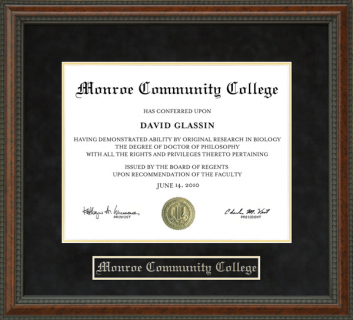 Monroe Community College
HAS CONFERRED UPON
DAVID GLASSIN
HAVING DEMONSTRATED ABILITY BY ORIGINAL RESEARCH IN BIOLOGY
THE DEGREE OF DOCTOR OF PHILOSOPHY
WITH ALL THE RIGHTS AND PRIVILEGES THERETO PERTAINING
ISSUED BY THE BOARD OF REGENTS
UPON RECOMMENDATION OF THE FACULTY
JUNE 14, 2010
PROVOST
PRESIDENT
Monroe Community College